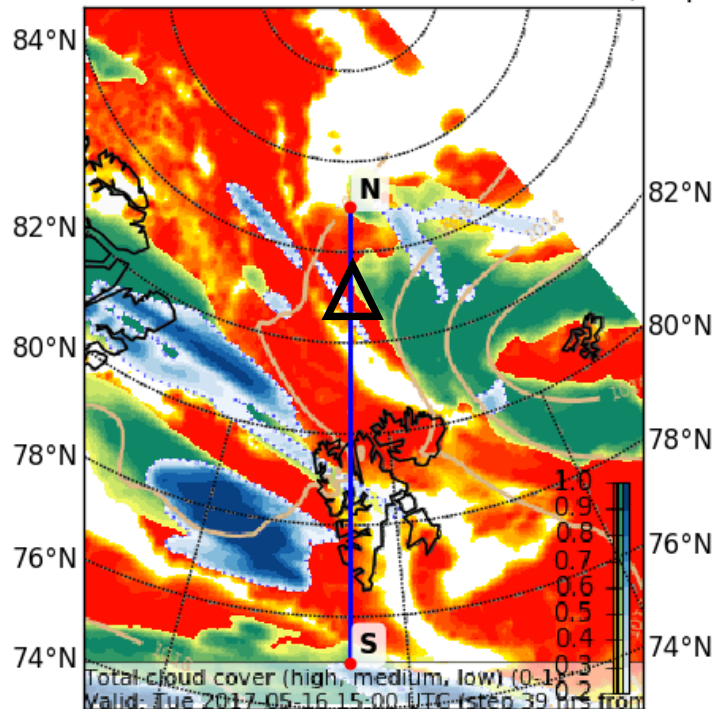 84°N
82°N
80°N
78°N
76°N
74°N
82°N
80°N
78°N
76°N
74°N
N
S
1014
1.0
0.9
0.8
0.7
0.6
0.5
0.4
0.3
0.2
Total cloud cover (high, medium, low) (0-1)
Valid: Tue 2017-05-16 15:00 UTC (step 39 hrs from